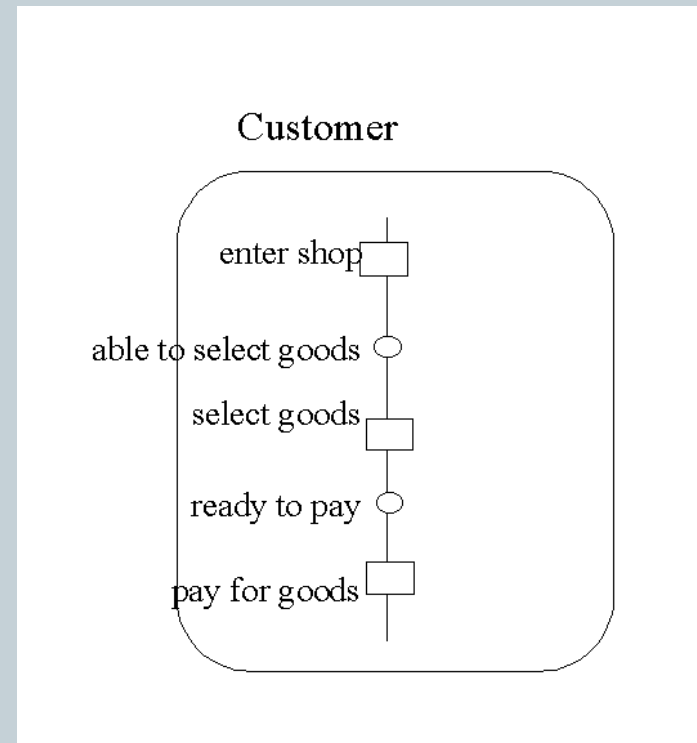 Customer
enter shop
able to select goods
select goods
ready to pay
pay for goods